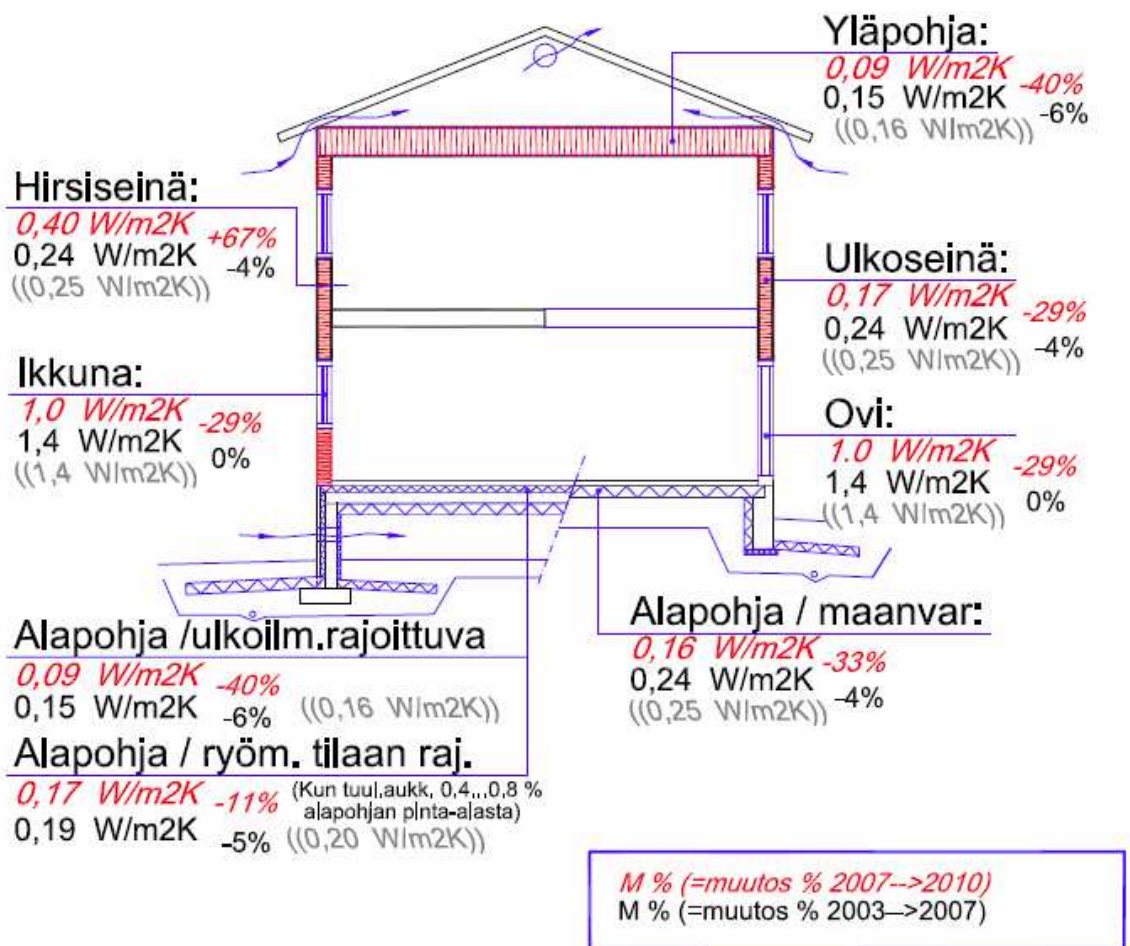 Yläpohja:
0,09 W/m2K -40%
0,15 W/m2K -6%
((0,16 W/m2K))
Hirsiseinä:
0,40 W/m2K +67%
0,24 W/m2K -4%
((0,25 W/m2K))
Ulkoseinä:
0,17 W/m2K -29%
0,24 W/m2K -4%
((0,25 W/m2K))
Ikkuna:
1,0 W/m2K -29%
1,4 W/m2K 0%
((1,4 W/m2K))
Ovi:
1.0 W/m2K -29%
1,4 W/m2K 0%
((1,4 W/m2K))
Alapohja /ulkoilm.rajoittuva
0,09 W/m2K -40%
0,15 W/m2K -6% ((0,16 W/m2K))
Alapohja / maanvar:
0,16 W/m2K -33%
0,24 W/m2K -4%
((0,25 W/m2K))
Alapohja / ryöm. tilaan raj.
0,17 W/m2K -11% (Kun tuul.aukk. 0,4...0,8 %
alapohjan pinta-alasta)
0,19 W/m2K -5% ((0,20 W/m2K))
M % (=muutos % 2007-->2010)
M % (=muutos % 2003-->2007)